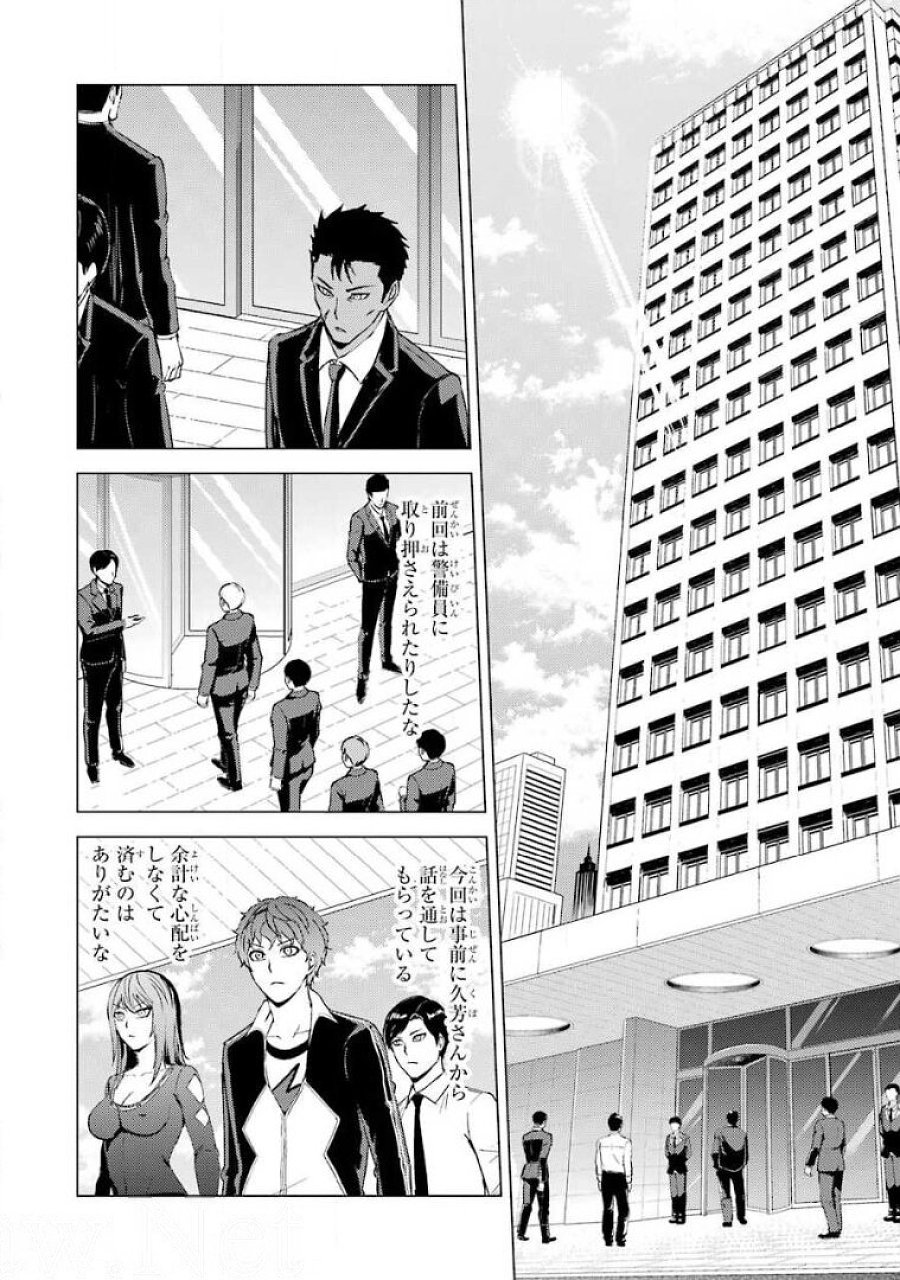 前回は警備員に
取り押さえられたりしたな
今回は事前に久芳さんから
話を通して
もらっている
余計な心配を
しなくて
済むのは
ありがたいな
w.Net